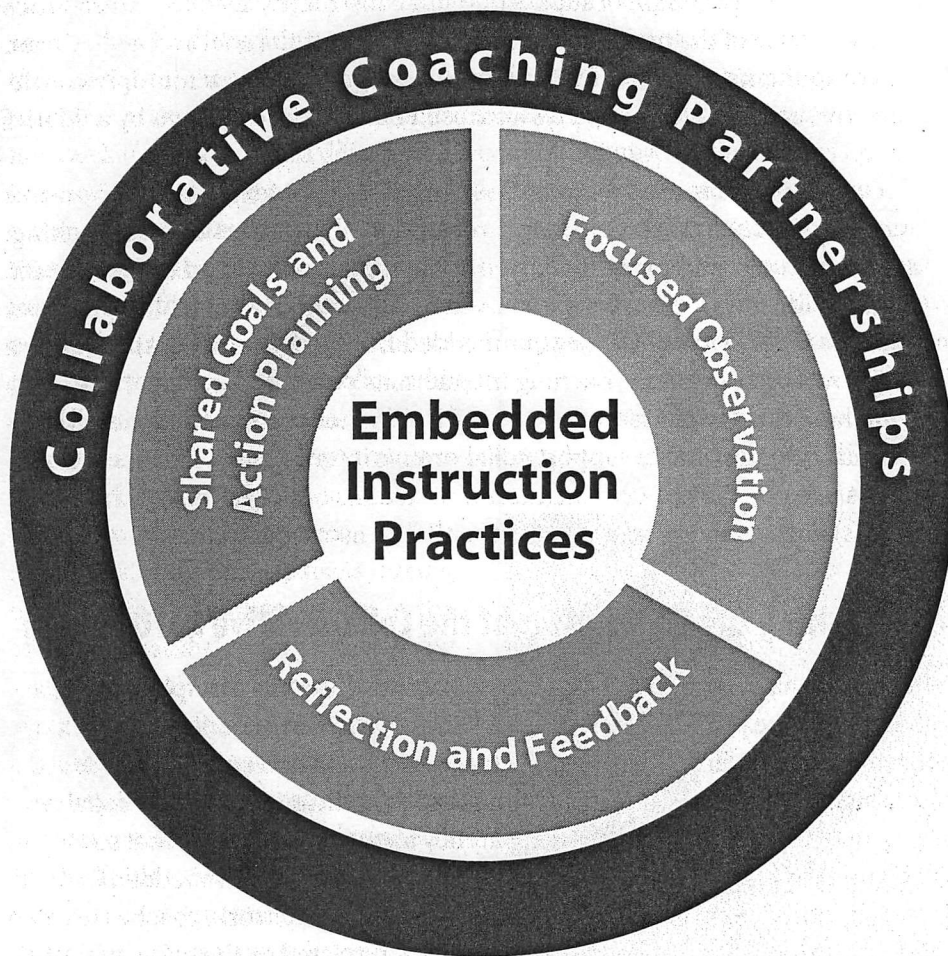 Collaborative Coaching Partnerships
Shared Goals and
Action Planning
Focused Observation
Embedded
Instruction
Practices
Reflection and Feedback